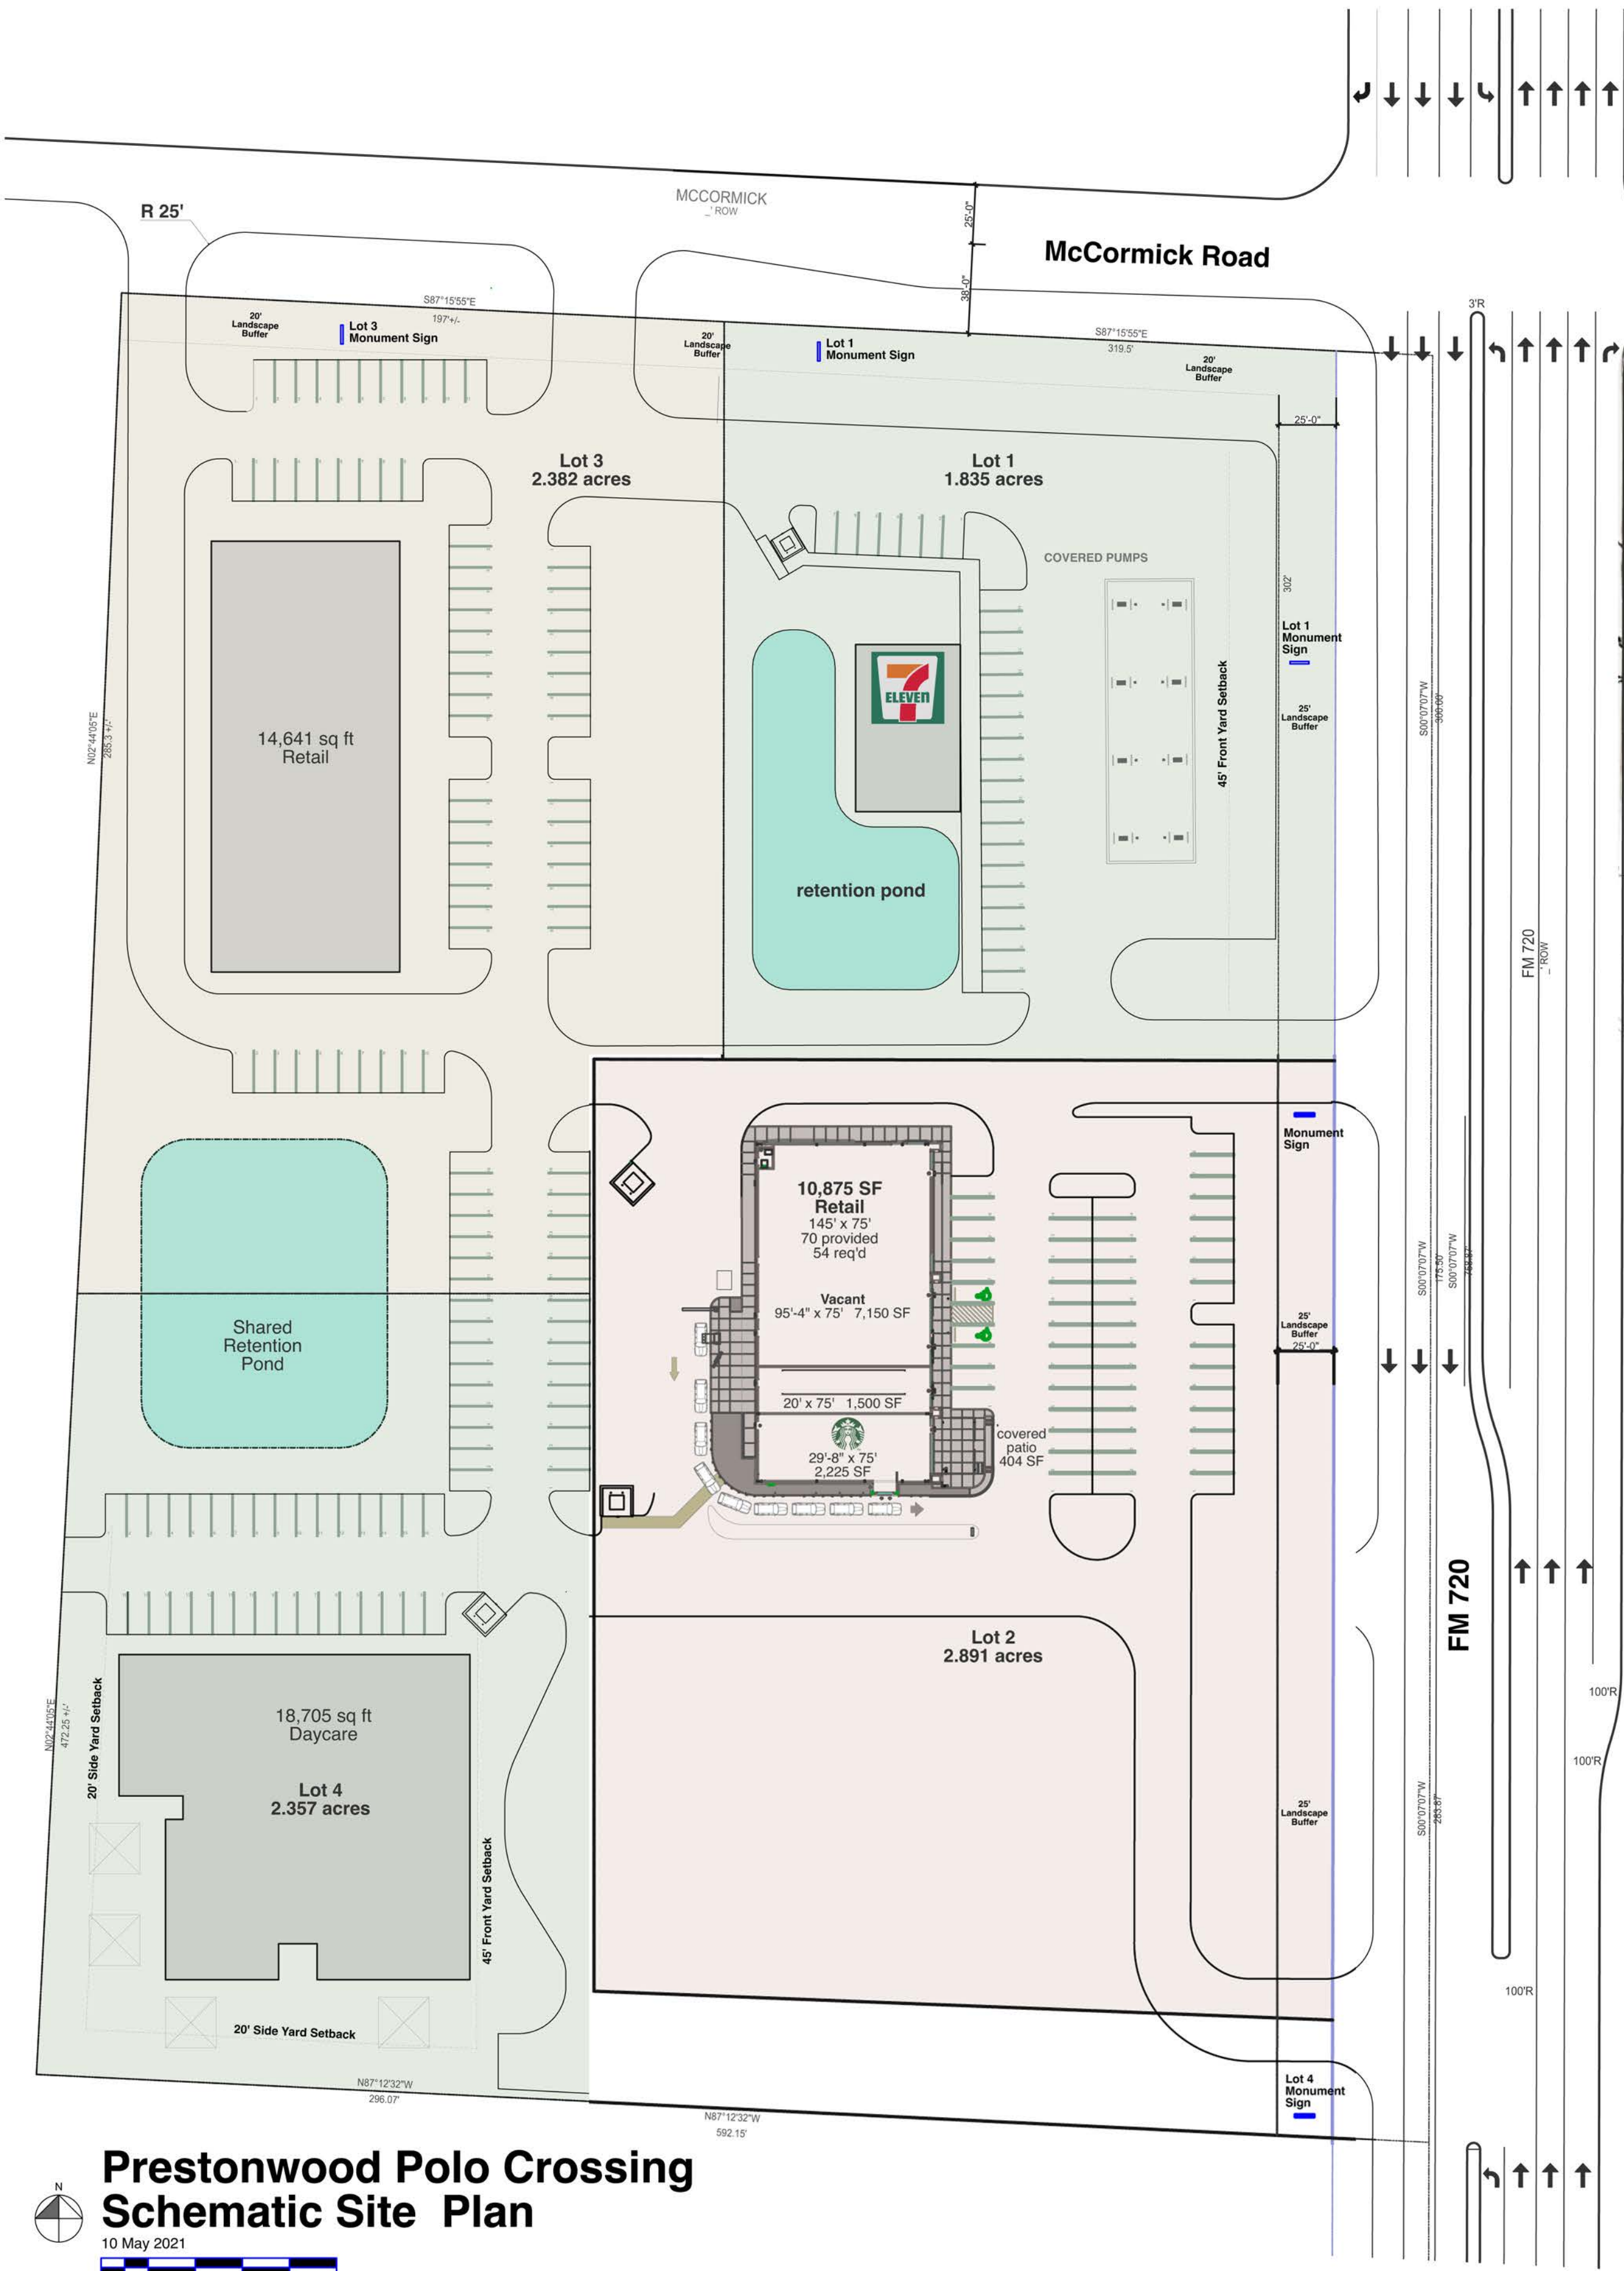 MCCORMICK
_' ROW
R 25'
25'-0"
McCormick Road
38'-0"
S87°15'55"E
197'+/-
20'
Landscape
Buffer
Lot 3
Monument Sign
20'
Landscape
Buffer
Lot 1
Monument Sign
S87°15'55"E
319.5'
20'
Landscape
Buffer
3'R
25'-0"
Lot 3
2.382 acres
Lot 1
1.835 acres
COVERED PUMPS
302'
Lot 1
Monument
Sign
7
ELEVEN
45' Front Yard Setback
25'
Landscape
Buffer
S00°07'07"W
300.00'
N02°44'05"E
285.3 +/-'
14,641 sq ft
Retail
retention pond
FM 720
_' ROW
Monument
Sign
10,875 SF
Retail
145' x 75'
70 provided
54 req'd
Vacant
95'-4" x 75' 7,150 SF
S00°07'07"W
175.50'
S00°07'07"W
25'
Landscape
Buffer
25'-0"
Shared
Retention
Pond
20' x 75' 1,500 SF
29'-8" x 75'
2,225 SF
covered
patio
404 SF
FM 720
Lot 2
2.891 acres
100'R
100'R
N02°44'05"E
472.25 +/-'
20' Side Yard Setback
18,705 sq ft
Daycare
Lot 4
2.357 acres
45' Front Yard Setback
25'
Landscape
Buffer
S00°07'07"W
283.87'
100'R
20' Side Yard Setback
N87°12'32"W
296.07'
N87°12'32"W
592.15'
Lot 4
Monument
Sign
Prestonwood Polo Crossing
Schematic Site Plan
N
10 May 2021